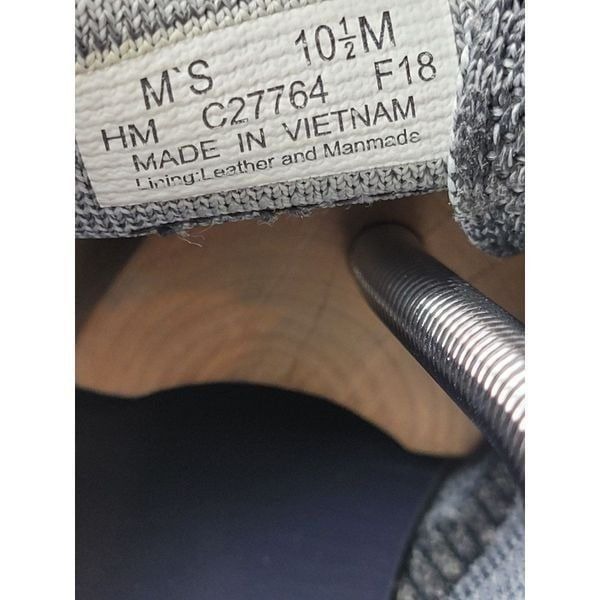 M`S 10½M
HM C27764 F18
MADE IN VIETNAM
Lining:Leather and Manmade